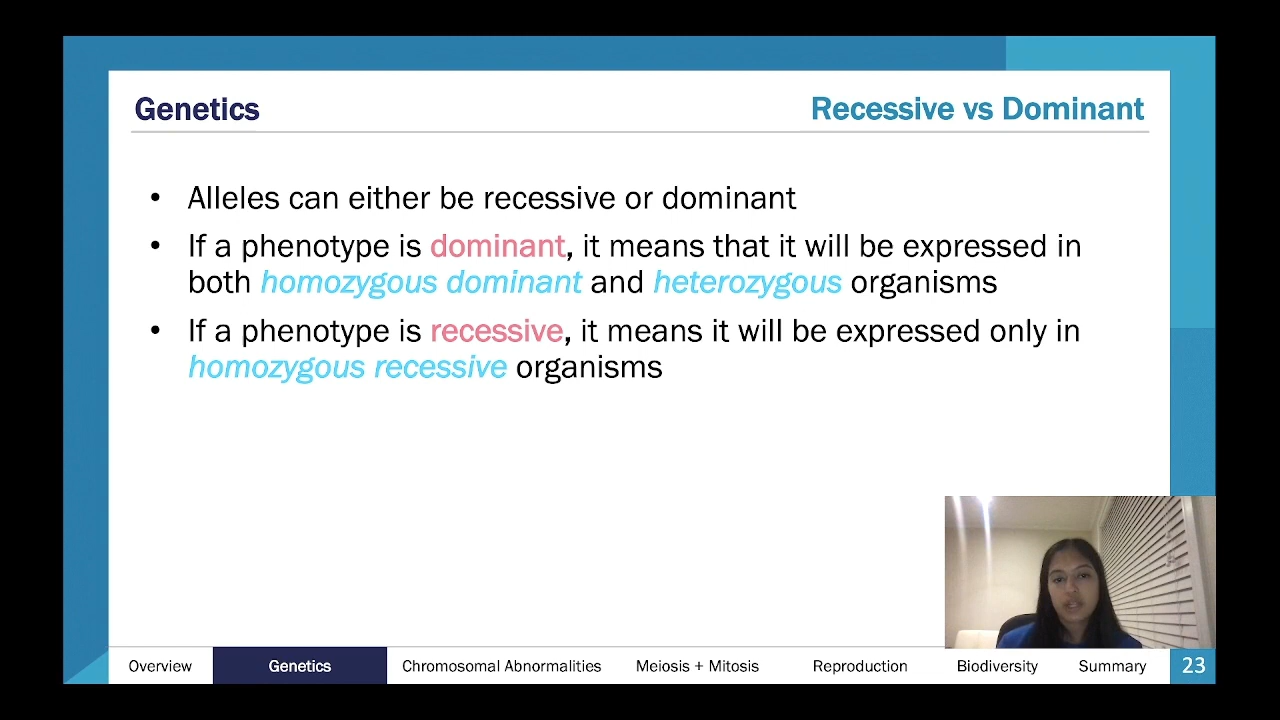 Genetics
Recessive vs Dominant
• Alleles can either be recessive or dominant
• If a phenotype is dominant, it means that it will be expressed in
both homozygous dominant and heterozygous organisms
• If a phenotype is recessive, it means it will be expressed only in
homozygous recessive organisms
Overview
Genetics
Chromosomal Abnormalities
Meiosis + Mitosis
Reproduction
Biodiversity
Summary
23